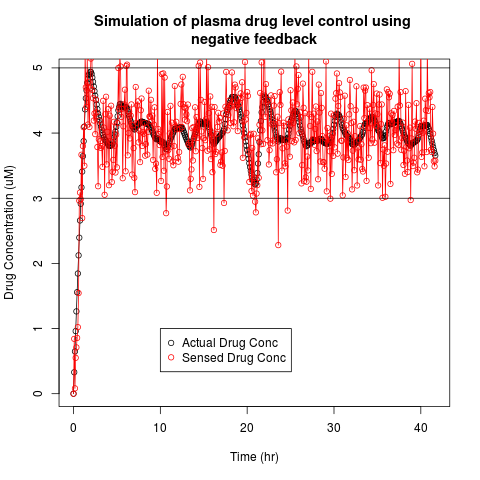 Simulation of plasma drug level control using
negative feedback
Drug Concentration (uM)
5
4
3
2
1
0
Actual Drug Conc
Sensed Drug Conc
0 10 20 30 40
Time (hr)